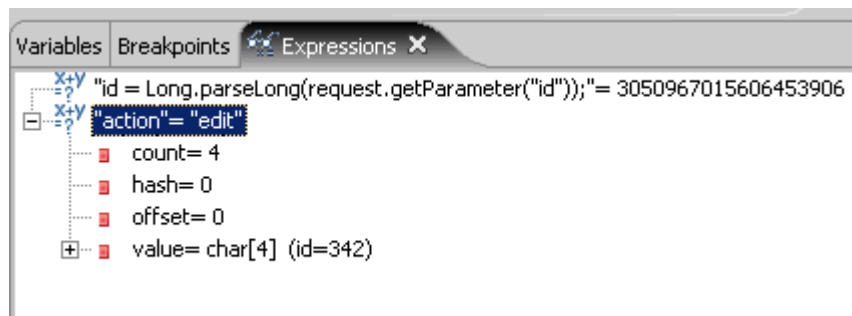 Variables Breakpoints Expressions
"id = Long.parseLong(request.getParameter("id"));"= 3050967015606453906
"action"= "edit"
count= 4
hash= 0
offset= 0
value= char[4] (id=342)